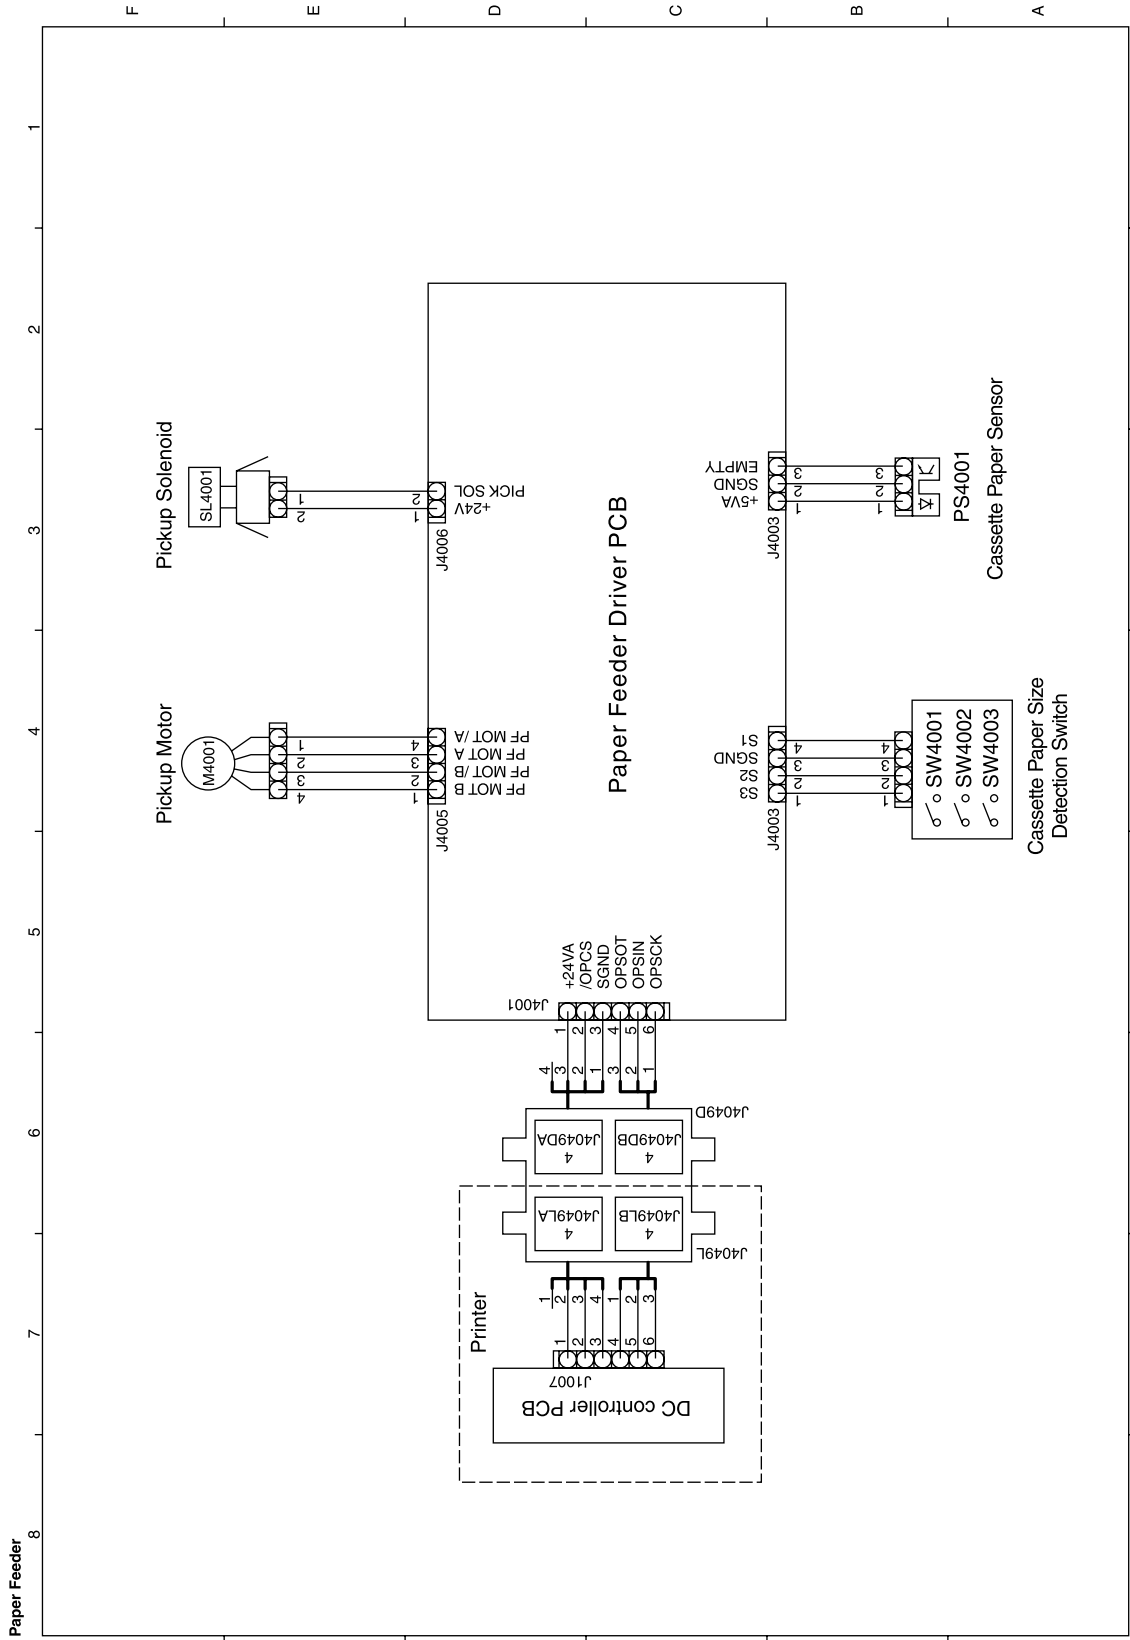 Paper Feeder
F E D C B A
1
2
3
4
5
6
7
8
Pickup Solenoid
SL4001
1
2
2
1
PICK SOL
+24V
J4006
Pickup Motor
M4001
1
2
3
4
4
3
2
1
PF MOT /A
PF MOT A
PF MOT /B
PF MOT B
J4005
Paper Feeder Driver PCB
EMPTY
SGND
+5VA
J4003
3
2
1
3
2
1
PS4001
Cassette Paper Sensor
S1
SGND
S2
S3
J4003
4
3
2
1
4
3
2
1
SW4001
SW4002
SW4003
Cassette Paper Size
Detection Switch
+24VA
/OPCS
SGND
OPSOT
OPSIN
OPSCK
J4001
1
2
3
4
5
6
4
3
2
1
3
2
1
J4049D
J4049DA
4
J4049DB
4
J4049LA
4
J4049LB
4
J4049L
Printer
1
2
3
4
1
2
3
1
2
3
4
5
6
J1007
DC controller PCB